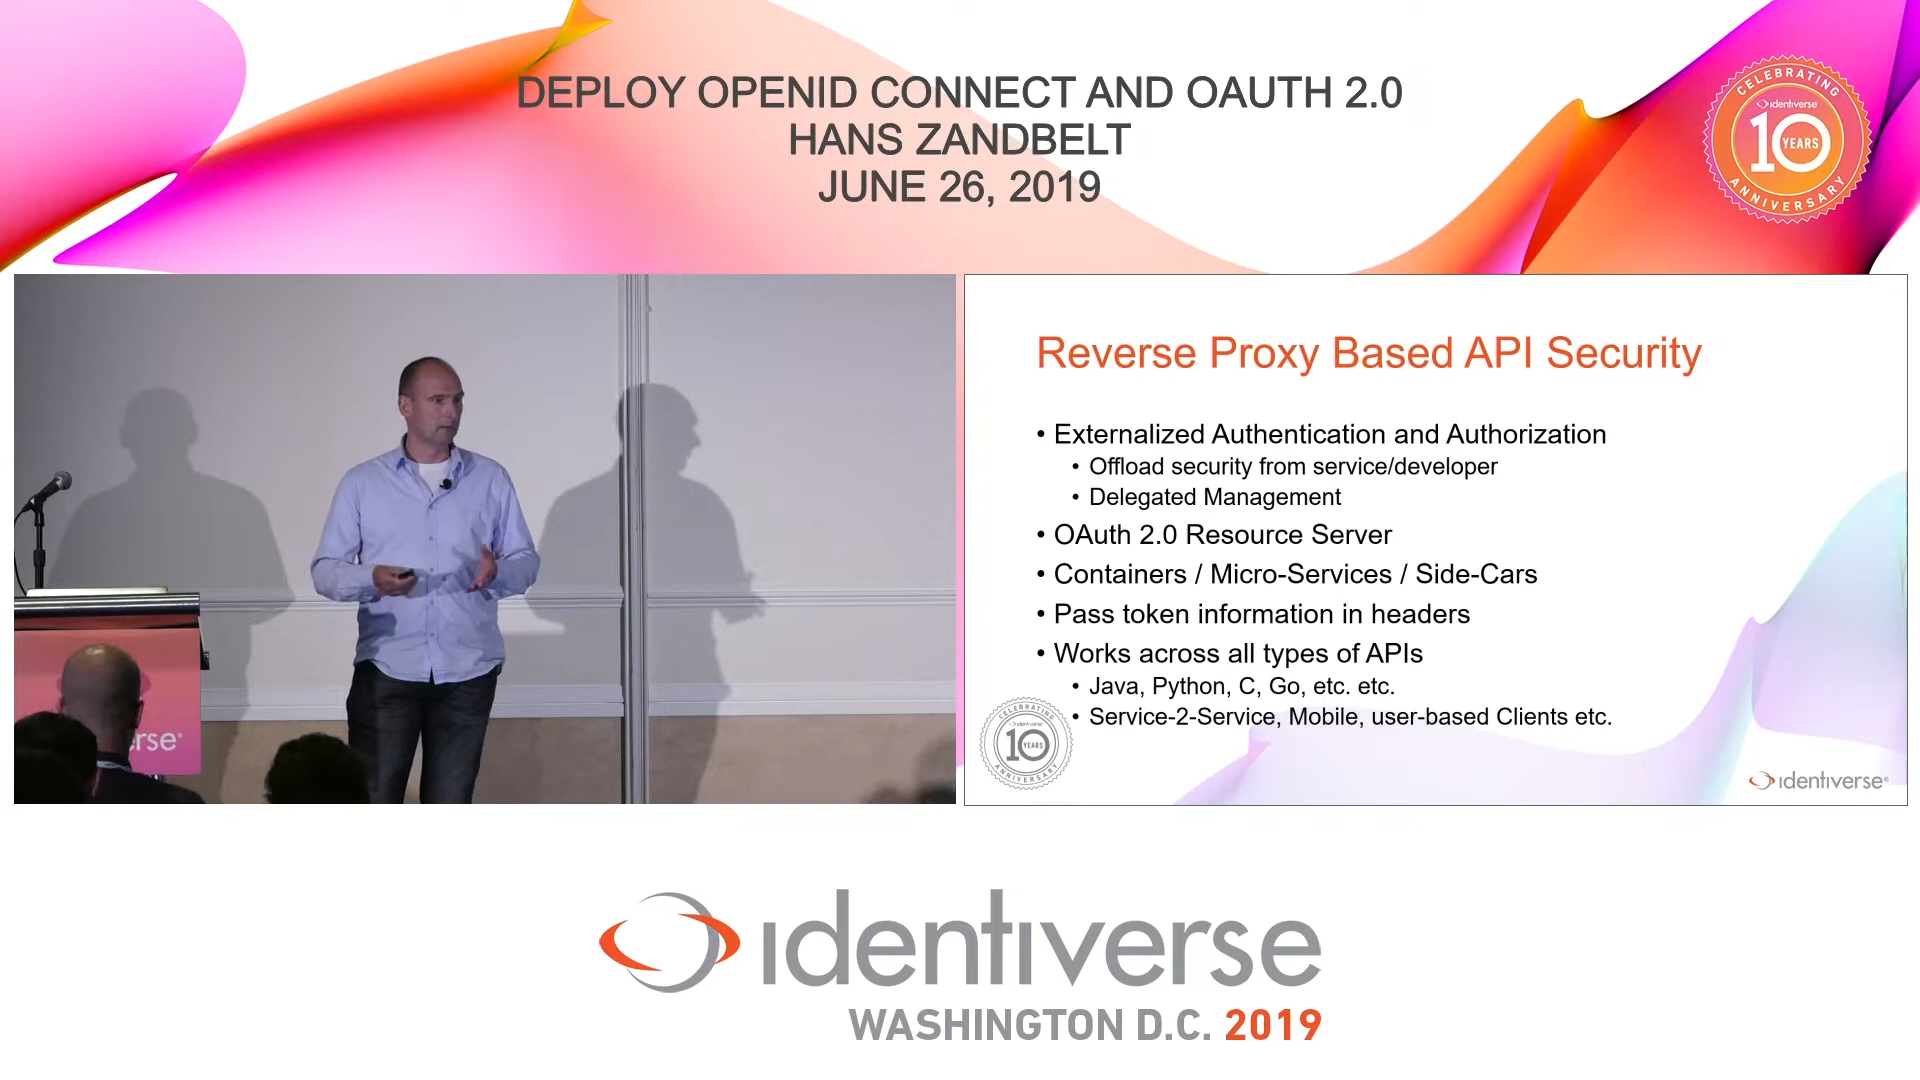 DEPLOY OPENID CONNECT AND OAUTH 2.0
HANS ZANDBELT
JUNE 26, 2019
CELEBRATING
identiverse
10
YEARS
ANNIVERSARY
rse
Reverse Proxy Based API Security
• Externalized Authentication and Authorization
• Offload security from service/developer
• Delegated Management
• OAuth 2.0 Resource Server
• Containers / Micro-Services / Side-Cars
• Pass token information in headers
• Works across all types of APIs
• Java, Python, C, Go, etc. etc.
• Service-2-Service, Mobile, user-based Clients etc.
CELEBRATING
identiverse
10
YEARS
ANNIVERSARY
identiverse®
identiverse
WASHINGTON D.C. 2019